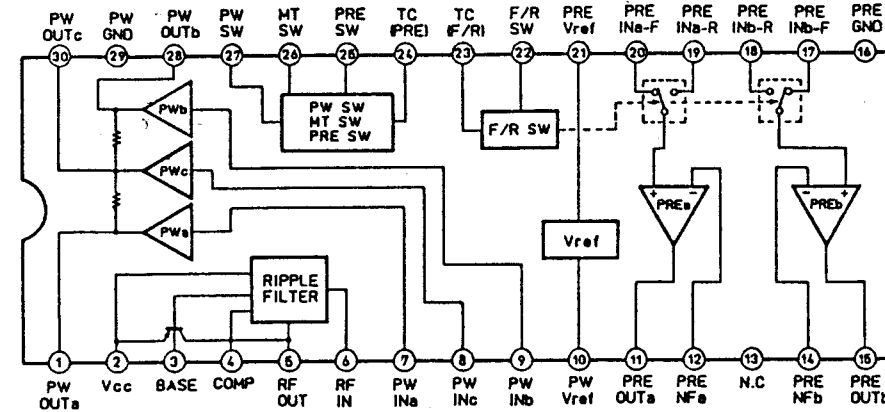 PW OUTc
PW GND
PW OUTb
PW SW
MT SW
PRE SW
TC (PRE)
TC (F/R)
F/R SW
PRE Vref
PRE INa-F
PRE INa-R
PRE INb-R
PRE INb-F
PRE GND
30
29
28
27
26
25
24
23
22
21
20
19
18
17
16
PWb
PWc
PWa
PW SW
MT SW
PRE SW
F/R SW
PREa
PREb
+
-
-
+
Vref
RIPPLE
FILTER
1
2
3
4
5
6
7
8
9
10
11
12
13
14
15
PW OUTa
Vcc
BASE
COMP
RF OUT
RF IN
PW INa
PW INc
PW INb
PW Vref
PRE OUTa
PRE NFa
N.C
PRE NFb
PRE OUTb